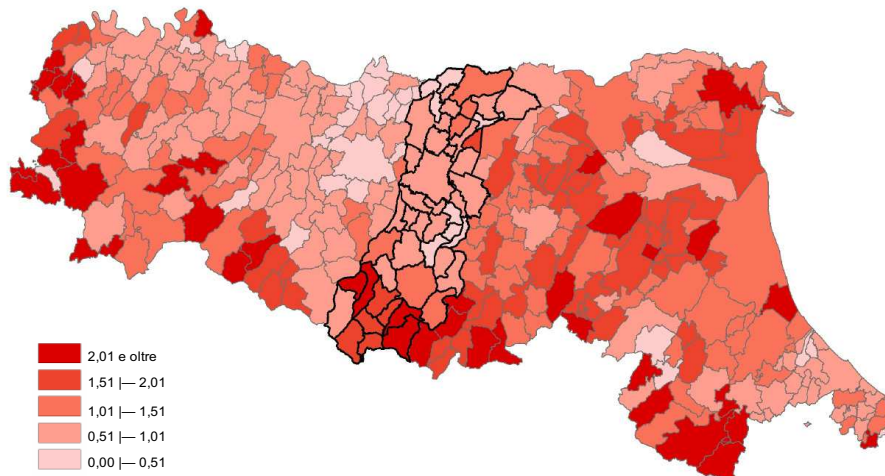 2,01 e oltre
1,51 |— 2,01
1,01 |— 1,51
0,51 |— 1,01
0,00 |— 0,51